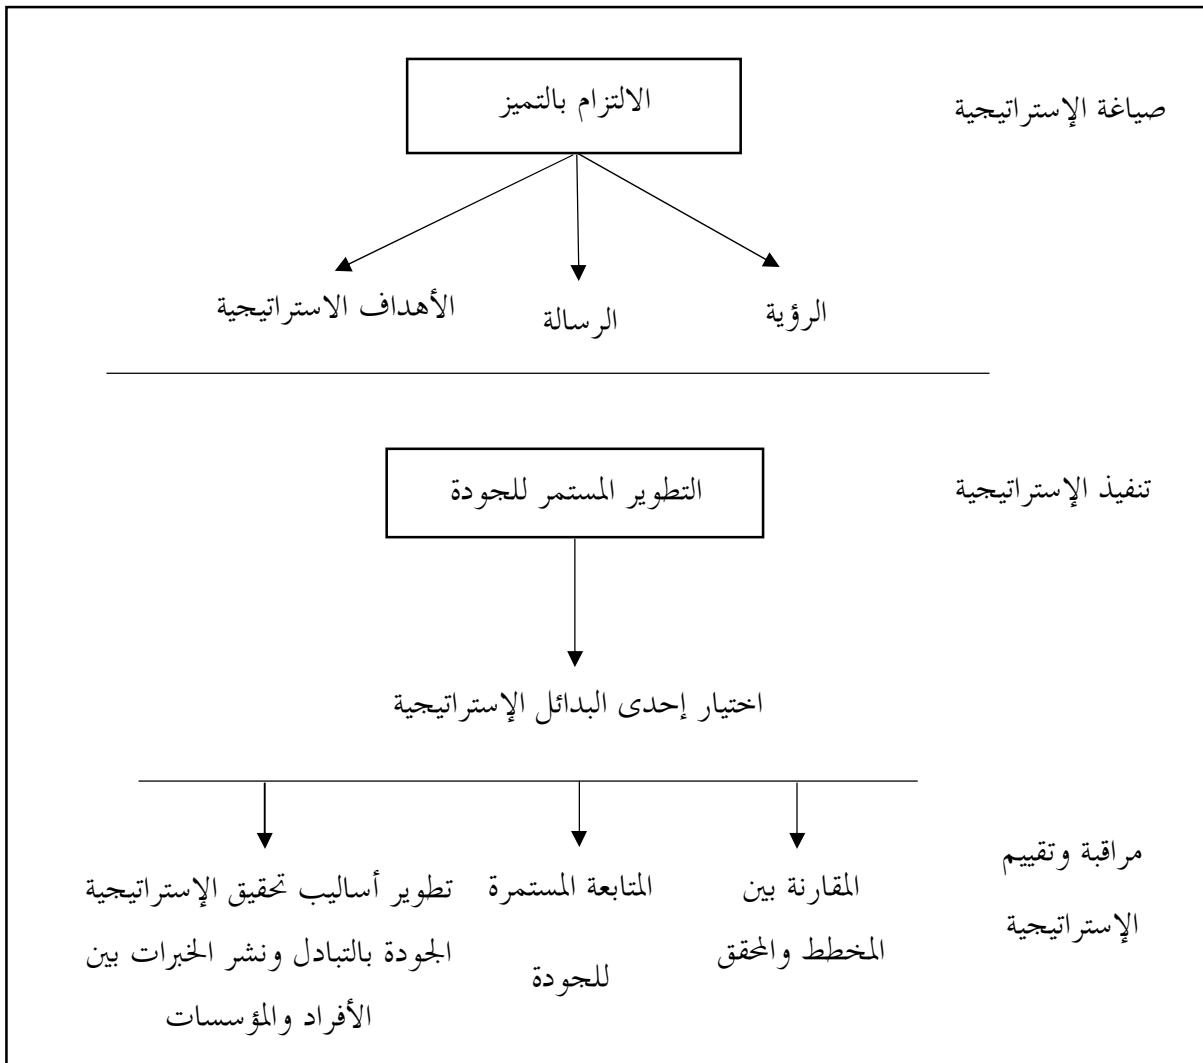 صياغة الإستراتيجية
الالتزام بالتميز
الرؤية
الرسالة
الأهداف الاستراتيجية
تنفيذ الإستراتيجية
التطوير المستمر للجودة
اختيار إحدى البدائل الإستراتيجية
مراقبة وتقييم
الإستراتيجية
المقارنة بين
المخطط والمحقق
المتابعة المستمرة
للجودة
تطوير أساليب تحقيق الإستراتيجية
الجودة بالتبادل ونشر الخبرات بين
الأفراد والمؤسسات